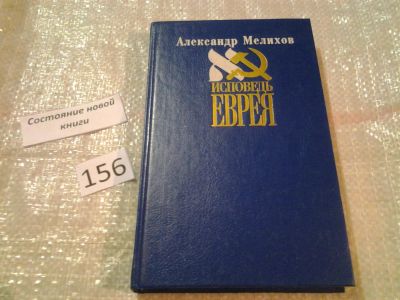 Александр Мелихов
א
ИСПОВЕДЬ
ЕВРЕЯ
Состояние новой
книги
156